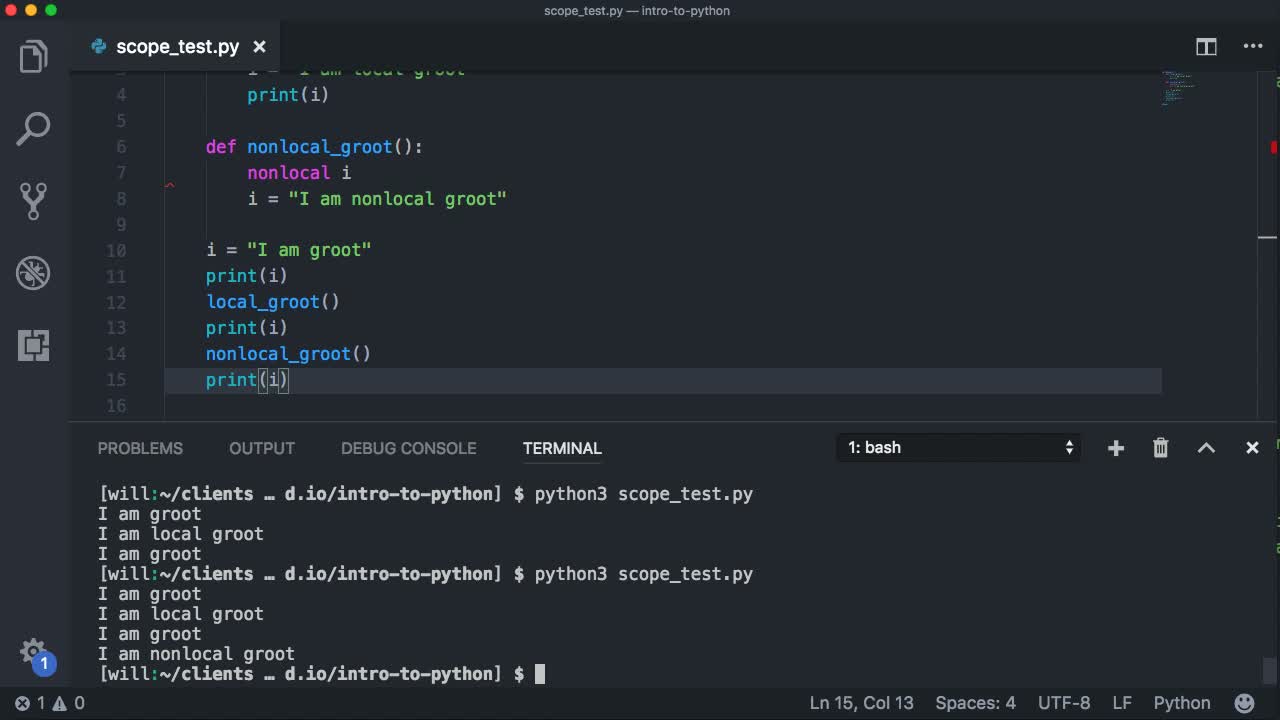 scope_test.py — intro-to-python
scope_test.py
3 i = "I am local groot"
4 print(i)
5
6 def nonlocal_groot():
7 nonlocal i
8 i = "I am nonlocal groot"
9
10 i = "I am groot"
11 print(i)
12 local_groot()
13 print(i)
14 nonlocal_groot()
15 print(i)
16
PROBLEMS OUTPUT DEBUG CONSOLE TERMINAL 1: bash
[will:~/clients … d.io/intro-to-python] $ python3 scope_test.py
I am groot
I am local groot
I am groot
[will:~/clients … d.io/intro-to-python] $ python3 scope_test.py
I am groot
I am local groot
I am groot
I am nonlocal groot
[will:~/clients … d.io/intro-to-python] $
1
1 0 Ln 15, Col 13 Spaces: 4 UTF-8 LF Python